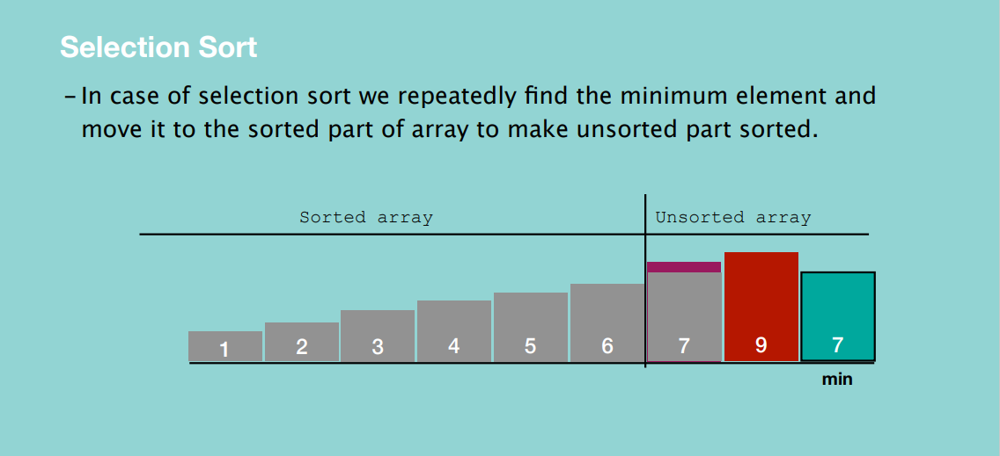 Selection Sort
– In case of selection sort we repeatedly find the minimum element and
move it to the sorted part of array to make unsorted part sorted.
Sorted array Unsorted array
1 2 3 4 5 6 7 9 7
min